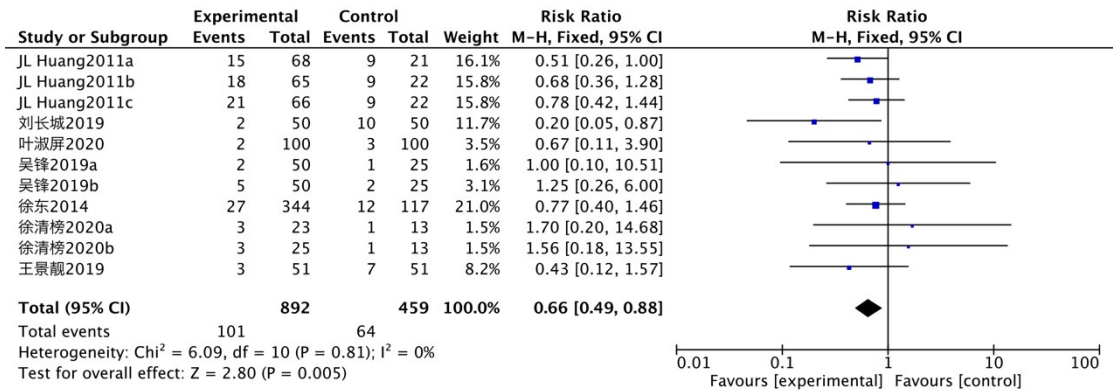 Experimental Control Risk Ratio Risk Ratio
Study or Subgroup Events Total Events Total Weight M-H, Fixed, 95% CI M-H, Fixed, 95% CI
JL Huang2011a 15 68 9 21 16.1% 0.51 [0.26, 1.00]
JL Huang2011b 18 65 9 22 15.8% 0.68 [0.36, 1.28]
JL Huang2011c 21 66 9 22 15.8% 0.78 [0.42, 1.44]
刘长城2019 2 50 10 50 11.7% 0.20 [0.05, 0.87]
叶淑屏2020 2 100 3 100 3.5% 0.67 [0.11, 3.90]
吴锋2019a 2 50 1 25 1.6% 1.00 [0.10, 10.51]
吴锋2019b 5 50 2 25 3.1% 1.25 [0.26, 6.00]
徐东2014 27 344 12 117 21.0% 0.77 [0.40, 1.46]
徐清榜2020a 3 23 1 13 1.5% 1.70 [0.20, 14.68]
徐清榜2020b 3 25 1 13 1.5% 1.56 [0.18, 13.55]
王景靓2019 3 51 7 51 8.2% 0.43 [0.12, 1.57]
Total (95% CI) 892 459 100.0% 0.66 [0.49, 0.88]
Total events 101 64
Heterogeneity: Chi² = 6.09, df = 10 (P = 0.81); I² = 0%
Test for overall effect: Z = 2.80 (P = 0.005)
0.01 0.1 1 10 100
Favours [experimental] Favours [control]